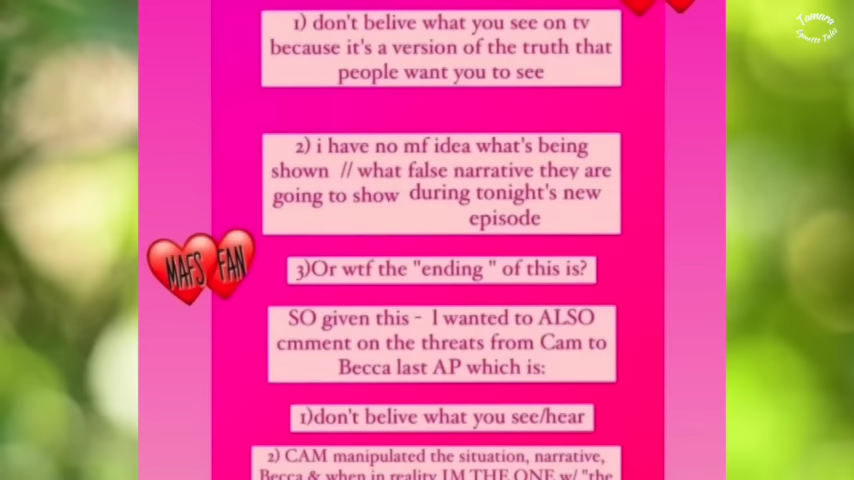 Tamara
Lynette Talks
1) don't belive what you see on tv
because it's a version of the truth that
people want you to see
2) i have no mf idea what's being
shown // what false narrative they are
going to show during tonight's new
episode
MAFS FAN
3)Or wtf the "ending " of this is?
SO given this - I wanted to ALSO
cmment on the threats from Cam to
Becca last AP which is:
1)don't belive what you see/hear
2) CAM manipulated the situation, narrative,
Becca & when in reality IM THE ONE w/ "the